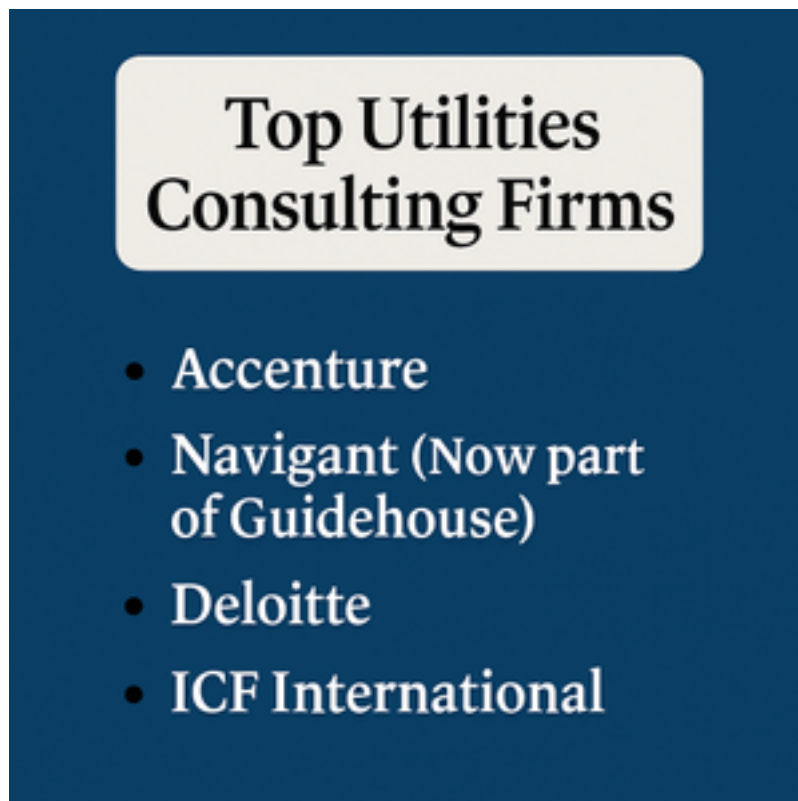 Top Utilities
Consulting Firms
• Accenture
• Navigant (Now part
of Guidehouse)
• Deloitte
• ICF International